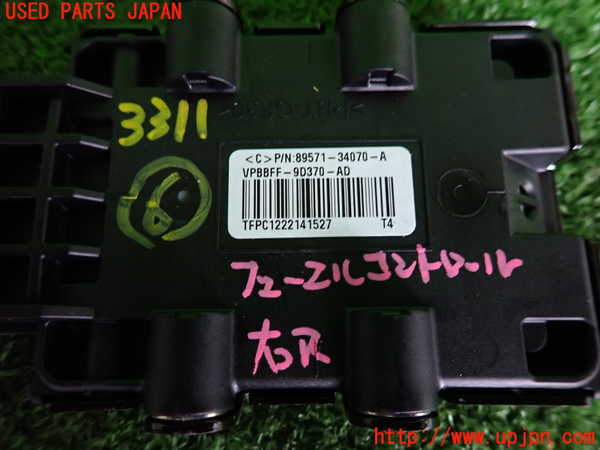 USED PARTS JAPAN
3311
<C>P/N:89571-34070-A
VPBBFF-9D370-AD
TFPC1222141527 T4
フューエルコントロール
右R
http://www.upjpn.com/